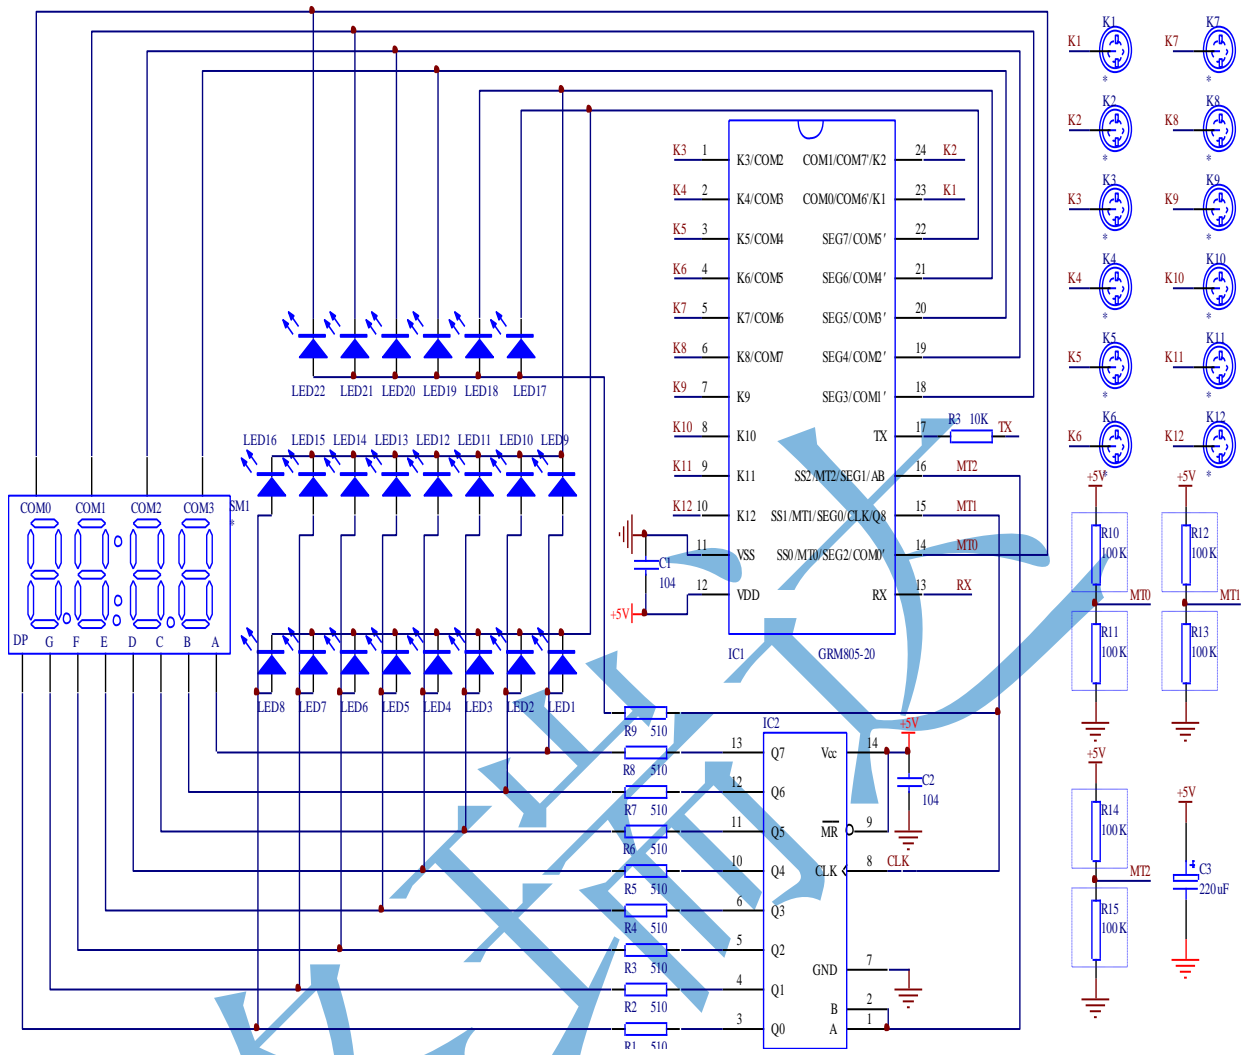 K1 K7
K1 K7
*
*
K2 K8
K2 K8
*
*
K3 K9
K3 K9
*
*
K4 K10
K4 K10
*
*
K5 K11
K5 K11
*
*
K6 K12
K6 K12
*
*
K3 1 K3/COM2 COM1/COM7'/K2 24 K2
K4 2 K4/COM3 COM0/COM6'/K1 23 K1
K5 3 K5/COM4 SEG7/COM5' 22
K6 4 K6/COM5 SEG6/COM4' 21
K7 5 K7/COM6 SEG5/COM3' 20
K8 6 K8/COM7 SEG4/COM2' 19
K9 7 K9 SEG3/COM1' 18
K10 8 K10 TX 17 R3 10K TX
K11 9 K11 SS2/MT2/SEG1/AB 16 MT2
K12 10 K12 SS1/MT1/SEG0/CLK/Q8 15 MT1
11 VSS SS0/MT0/SEG2/COM0' 14 MT0
12 VDD RX 13 RX
C1
104
+5V
IC1 GRM805-20
LED22 LED21 LED20 LED19 LED18 LED17
LED16 LED15 LED14 LED13 LED12 LED11 LED10 LED9
COM0 COM1 COM2 COM3 SM1
*
DP G F E D C B A
LED8 LED7 LED6 LED5 LED4 LED3 LED2 LED1
R9 510
R8 510
R7 510
R6 510
R5 510
R4 510
R3 510
R2 510
R1 510
IC2
13 Q7 Vcc 14
+5V
12 Q6
C2
104
11 Q5 MR 9
10 Q4 CLK 8 CLK
6 Q3
5 Q2
4 Q1 GND 7
B 2
3 Q0 A 1
+5V +5V
R10
100K
R12
100K
MT0 MT1
R11
100K
R13
100K
+5V
R14
100K
MT2
R15
100K
+5V
C3
220uF